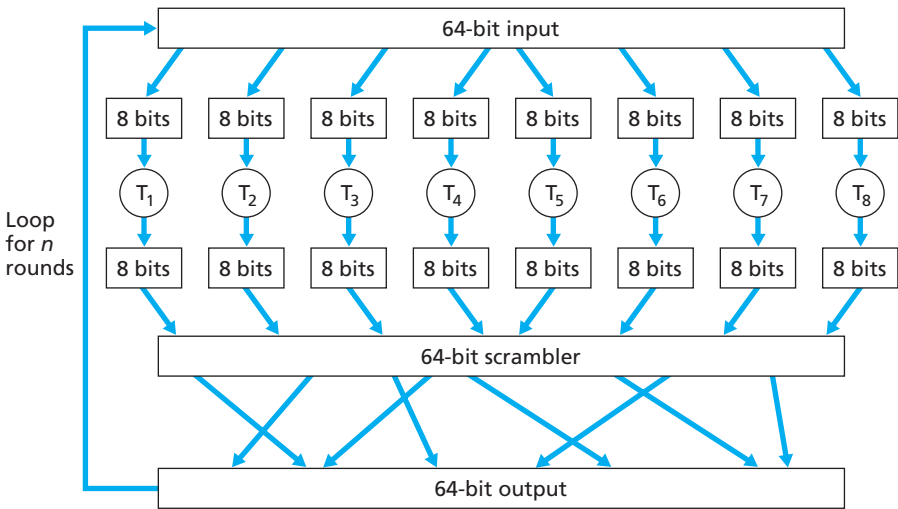 64-bit input
8 bits 8 bits 8 bits 8 bits 8 bits 8 bits 8 bits 8 bits
T1 T2 T3 T4 T5 T6 T7 T8
Loop
for n
rounds
8 bits 8 bits 8 bits 8 bits 8 bits 8 bits 8 bits 8 bits
64-bit scrambler
64-bit output